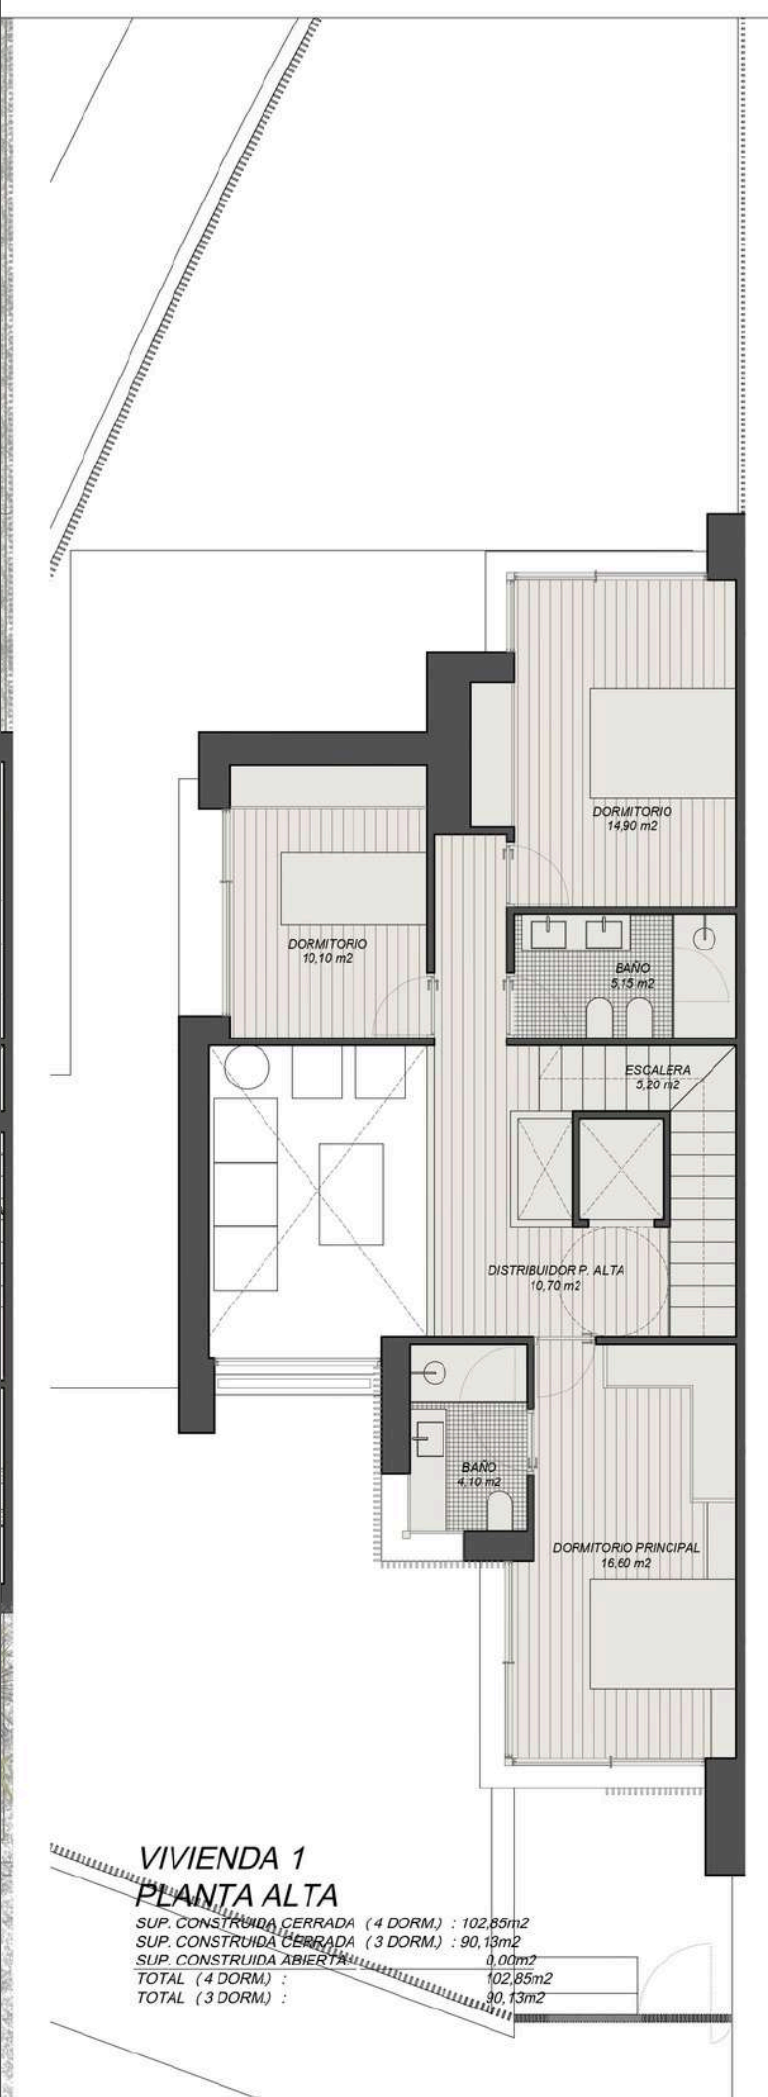 DORMITORIO
14,90 m2
DORMITORIO
10,10 m2
BAÑO
5,15 m2
ESCALERA
5,20 m2
DISTRIBUIDOR P. ALTA
10,70 m2
BAÑO
4,10 m2
DORMITORIO PRINCIPAL
16,60 m2
VIVIENDA 1
PLANTA ALTA
SUP. CONSTRUIDA CERRADA (4 DORM.) : 102,85m2
SUP. CONSTRUIDA CERRADA (3 DORM.) : 90,13m2
SUP. CONSTRUIDA ABIERTA: 0,00m2
TOTAL (4 DORM.) : 102,85m2
TOTAL (3 DORM.) : 90,13m2